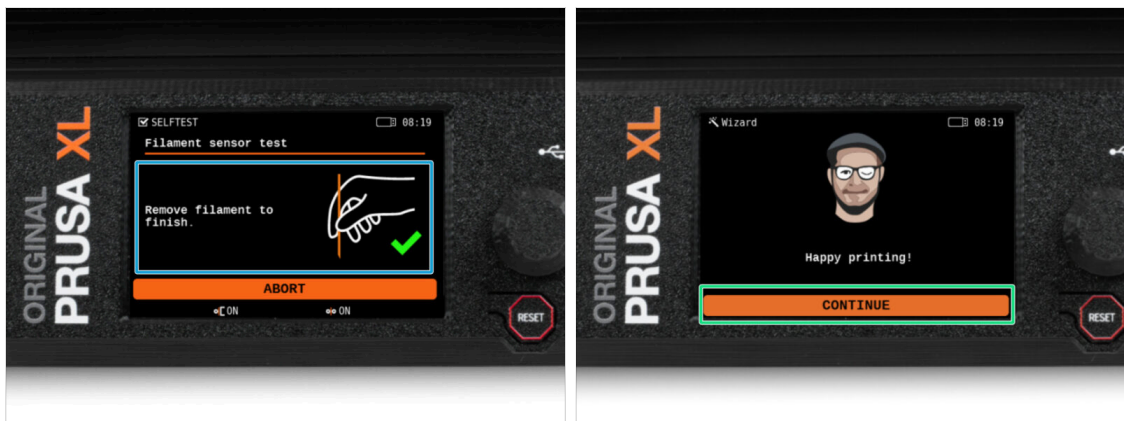 ORIGINAL
PRUSA XL
SELFTEST
08:19
Filament sensor test
Remove filament to
finish.
ABORT
ON
ON
RESET
ORIGINAL
PRUSA XL
Wizard
08:19
Happy printing!
CONTINUE
RESET